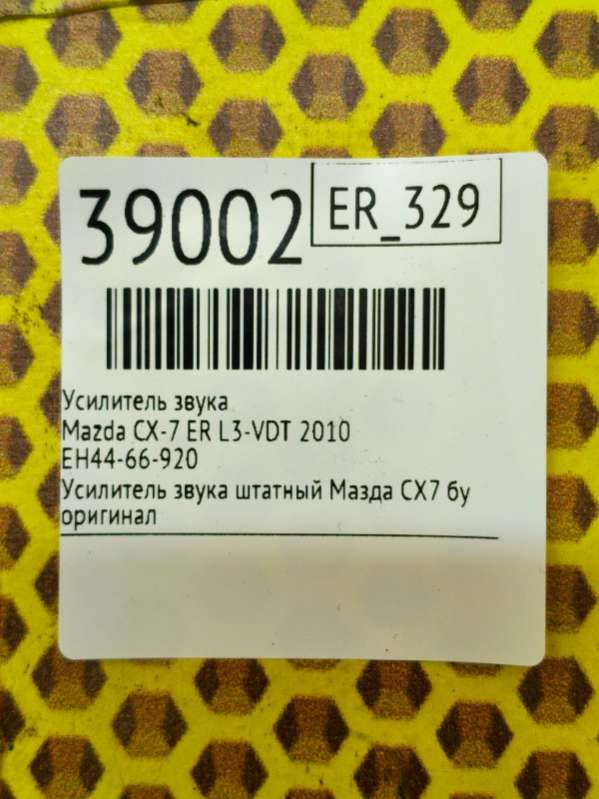 39002
ER_329
Усилитель звука
Mazda CX-7 ER L3-VDT 2010
EH44-66-920
Усилитель звука штатный Мазда СХ7 бу
оригинал